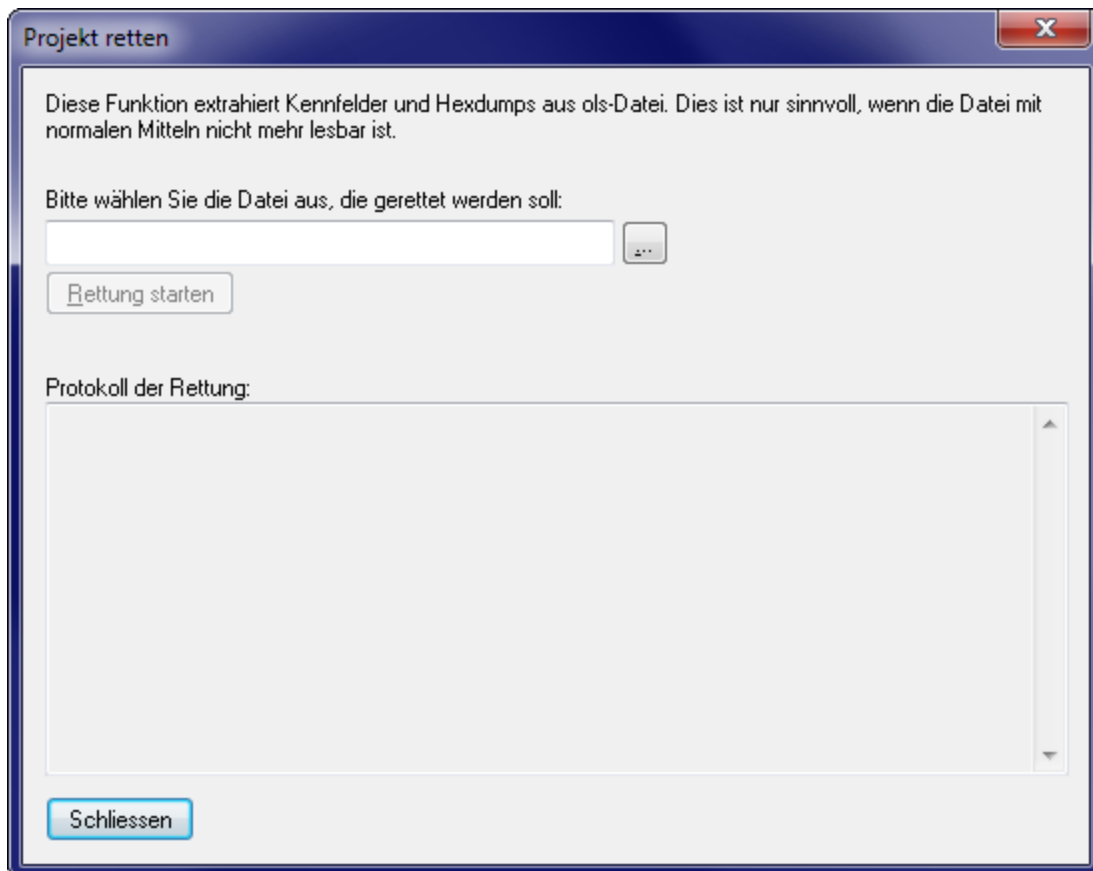 Projekt retten
Diese Funktion extrahiert Kennfelder und Hexdumps aus ols-Datei. Dies ist nur sinnvoll, wenn die Datei mit
normalen Mitteln nicht mehr lesbar ist.
Bitte wählen Sie die Datei aus, die gerettet werden soll:
...
Rettung starten
Protokoll der Rettung:
Schliessen